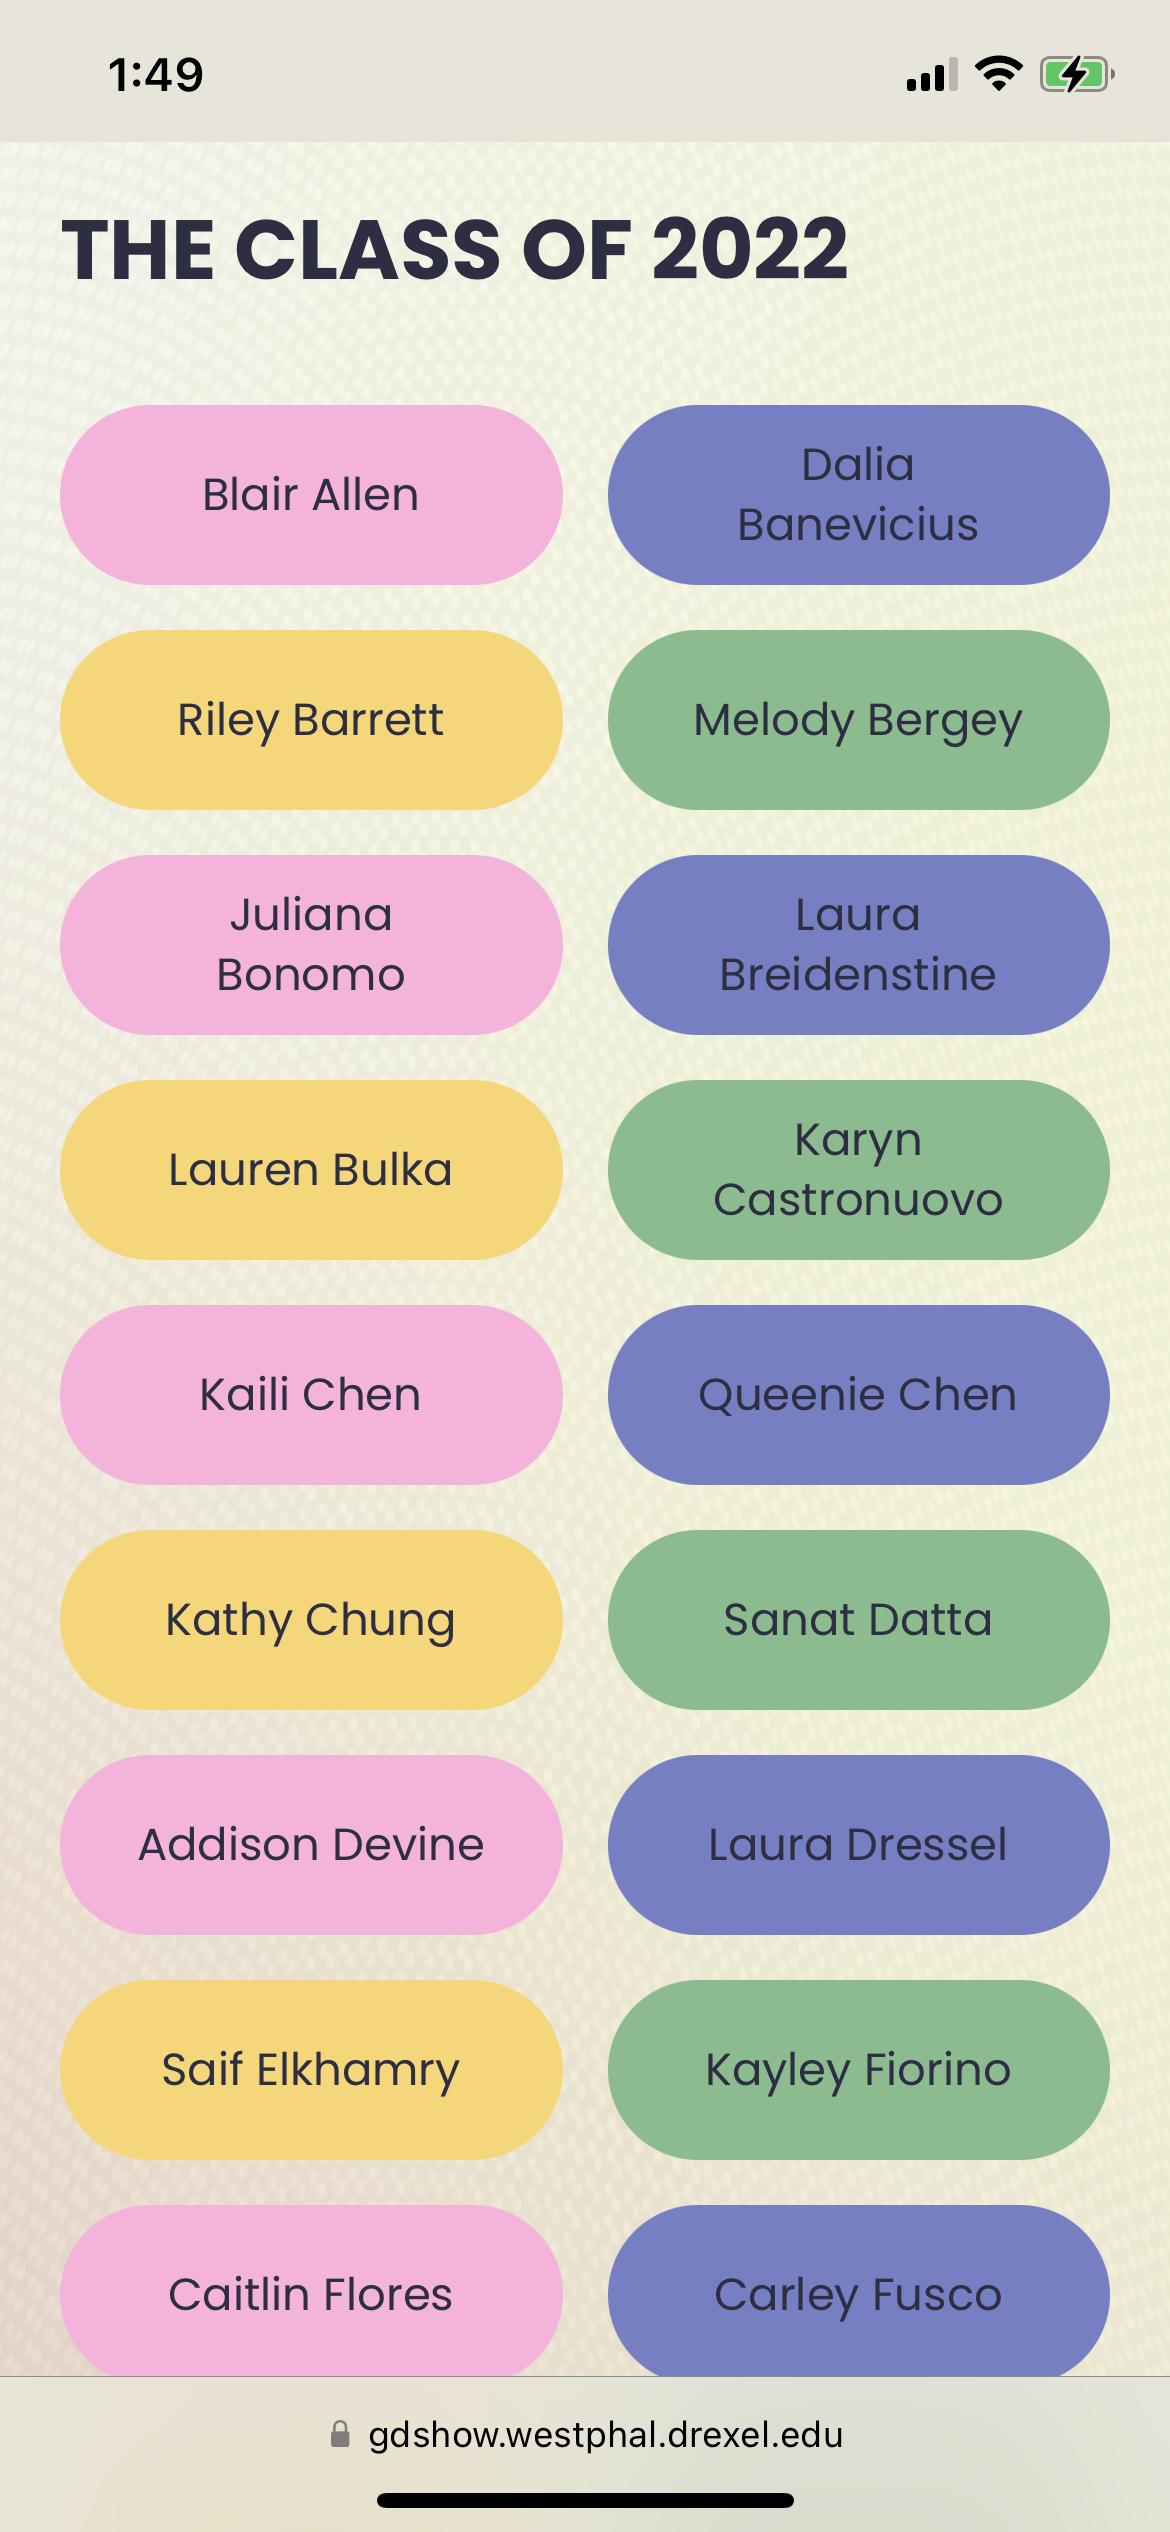 1:49
THE CLASS OF 2022
Blair Allen
Dalia
Banevicius
Riley Barrett
Melody Bergey
Juliana
Bonomo
Laura
Breidenstine
Lauren Bulka
Karyn
Castronuovo
Kaili Chen
Queenie Chen
Kathy Chung
Sanat Datta
Addison Devine
Laura Dressel
Saif Elkhamry
Kayley Fiorino
Caitlin Flores
Carley Fusco
gdshow.westphal.drexel.edu